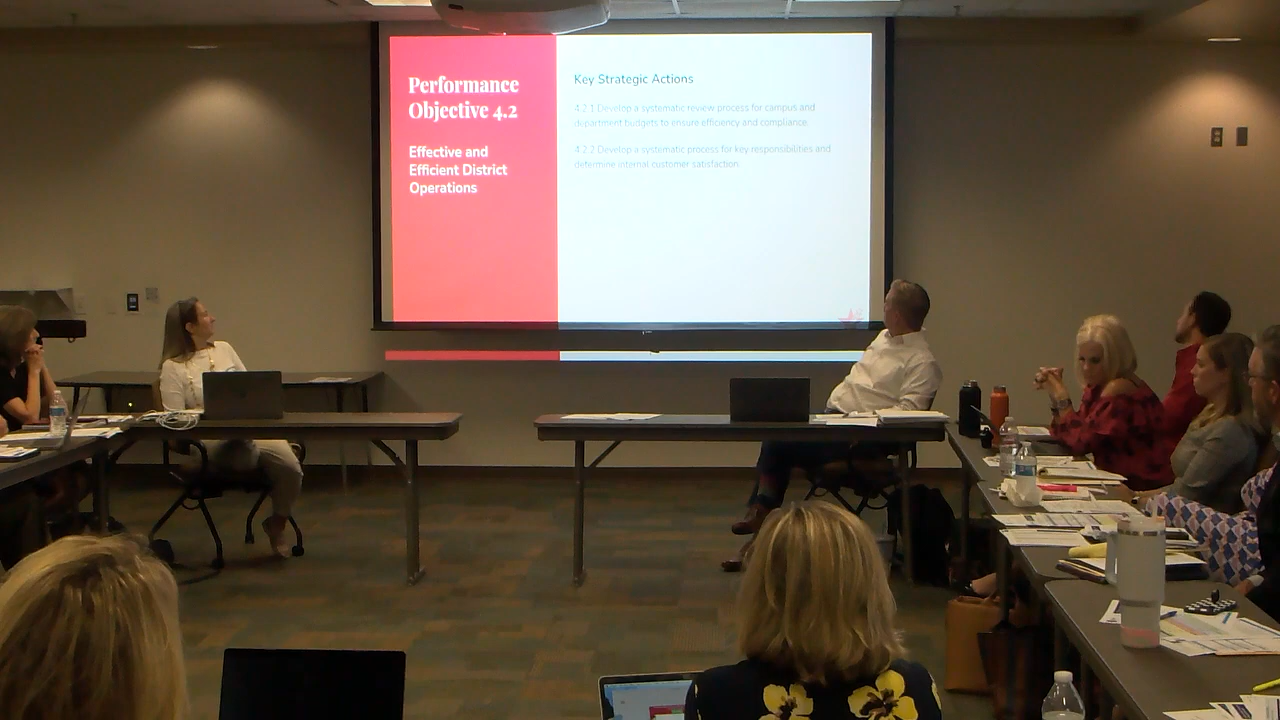 Performance
Objective 4.2
Effective and
Efficient District
Operations
Key Strategic Actions
4.2.1 Develop a systematic review process for campus and
department budgets to ensure efficiency and compliance.
4.2.2 Develop a systematic process for key responsibilities and
determine internal customer satisfaction.